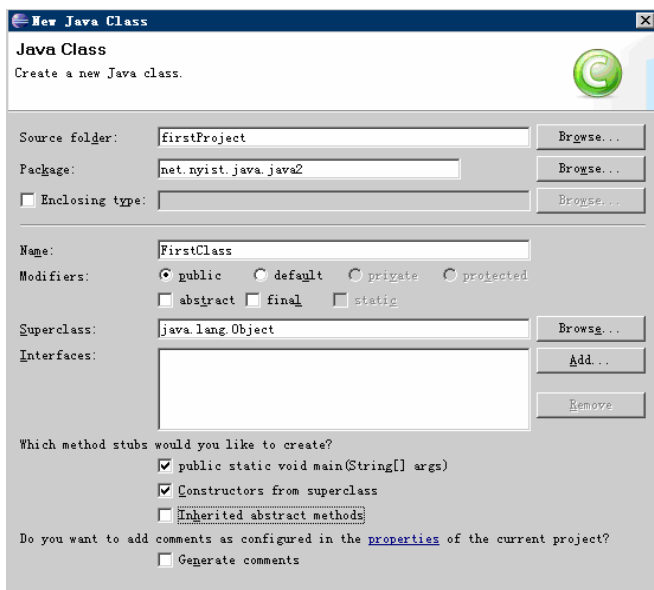 New Java Class
Java Class
Create a new Java class.
C
Source folder: firstProject Browse...
Package: net.nyist.java.java2 Browse...
Enclosing type: Browse...
Name: FirstClass
Modifiers: public default private protected
abstract final static
Superclass: java.lang.Object Browse...
Interfaces: Add...
Remove
Which method stubs would you like to create?
public static void main(String[] args)
Constructors from superclass
Inherited abstract methods
Do you want to add comments as configured in the properties of the current project?
Generate comments